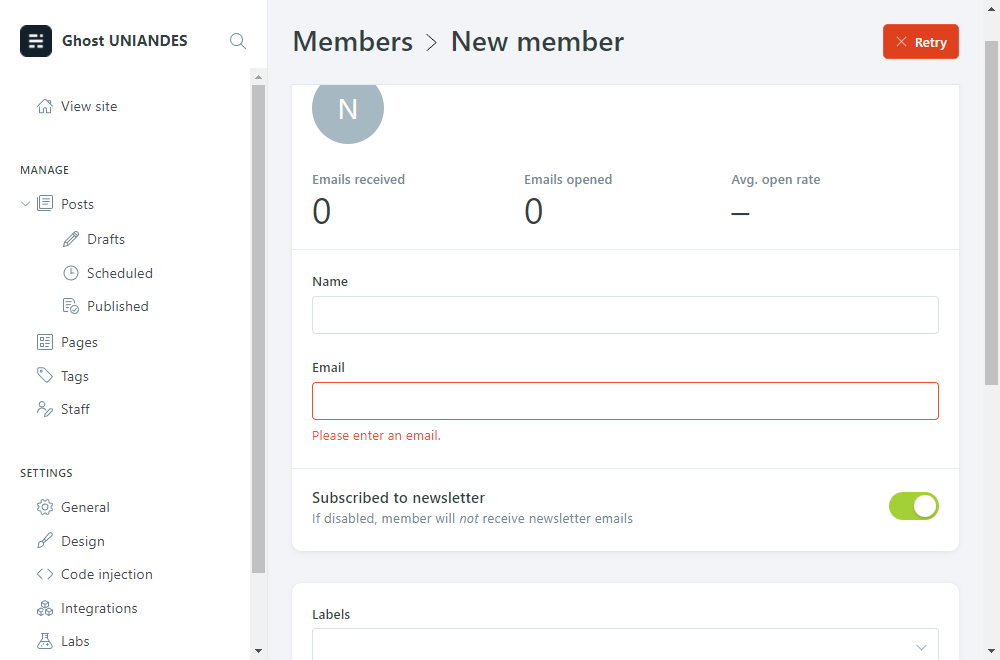 Ghost UNIANDES
View site
MANAGE
Posts
Drafts
Scheduled
Published
Pages
Tags
Staff
SETTINGS
General
Design
Code injection
Integrations
Labs
Members > New member
Retry
N
Emails received
0
Emails opened
0
Avg. open rate
–
Name
Email
Please enter an email.
Subscribed to newsletter
If disabled, member will not receive newsletter emails
Labels